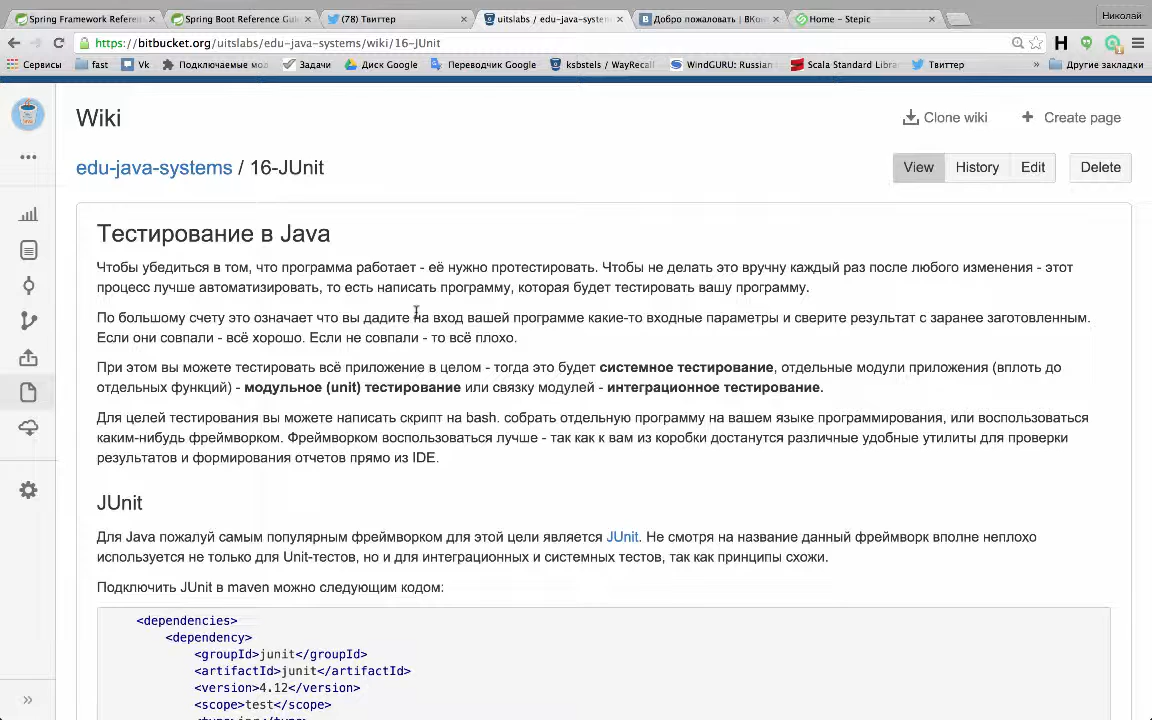 Spring Framework Referen
Spring Boot Reference Gui
(78) Твиттер
uitslabs / edu-java-system
Добро пожаловать | ВКон
Home – Stepic
Николай
https://bitbucket.org/uitslabs/edu-java-systems/wiki/16-JUnit
Сервисы
fast
Vk
Подключаемые мод
Задачи
Диск Google
Переводчик Google
ksbstels / WayRecall
WindGURU: Russian
Scala Standard Libra
Твиттер
»
Другие закладки
Wiki
Clone wiki
Create page
edu-java-systems / 16-JUnit
View
History
Edit
Delete
Тестирование в Java
Чтобы убедиться в том, что программа работает - её нужно протестировать. Чтобы не делать это вручную каждый раз после любого изменения - этот
процесс лучше автоматизировать, то есть написать программу, которая будет тестировать вашу программу.
По большому счету это означает что вы дадите на вход вашей программе какие-то входные параметры и сверите результат с заранее заготовленным.
Если они совпали - всё хорошо. Если не совпали - то всё плохо.
При этом вы можете тестировать всё приложение в целом - тогда это будет системное тестирование, отдельные модули приложения (вплоть до
отдельных функций) - модульное (unit) тестирование или связку модулей - интеграционное тестирование.
Для целей тестирования вы можете написать скрипт на bash. собрать отдельную программу на вашем языке программирования, или воспользоваться
каким-нибудь фреймворком. Фреймворком воспользоваться лучше - так как к вам из коробки достанутся различные удобные утилиты для проверки
результатов и формирования отчетов прямо из IDE.
JUnit
Для Java пожалуй самым популярным фреймворком для этой цели является JUnit. Не смотря на название данный фреймворк вполне неплохо
используется не только для Unit-тестов, но и для интеграционных и системных тестов, так как принципы схожи.
Подключить JUnit в maven можно следующим кодом:
<dependencies>
<dependency>
<groupId>junit</groupId>
<artifactId>junit</artifactId>
<version>4.12</version>
<scope>test</scope>